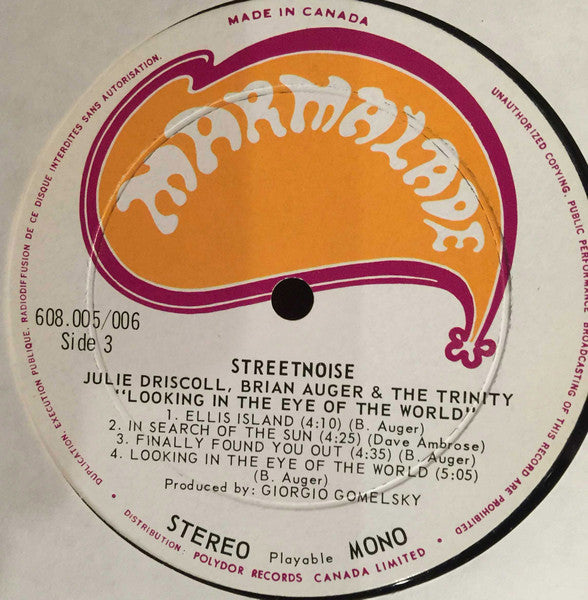 MADE IN CANADA
MARMALADE
UNAUTHORIZED COPYING, PUBLIC PERFORMANCE BROADCASTING OF THIS RECORD ARE PROHIBITED
DUPLICATION, EXECUTION PUBLIQUE, RADIODIFFUSION DE CE DISQUE INTERDITES SANS AUTORISATION.
608.005/006
Side 3
STREETNOISE
JULIE DRISCOLL, BRIAN AUGER & THE TRINITY
"LOOKING IN THE EYE OF THE WORLD"
1. ELLIS ISLAND (4:10) (B. Auger)
2. IN SEARCH OF THE SUN (4:25) (Dave Ambrose)
3. FINALLY FOUND YOU OUT (4:35) (B. Auger)
4. LOOKING IN THE EYE OF THE WORLD (5:05)
(B. Auger)
Produced by: GIORGIO GOMELSKY
STEREO Playable MONO
• DISTRIBUTION: POLYDOR RECORDS CANADA LIMITED •